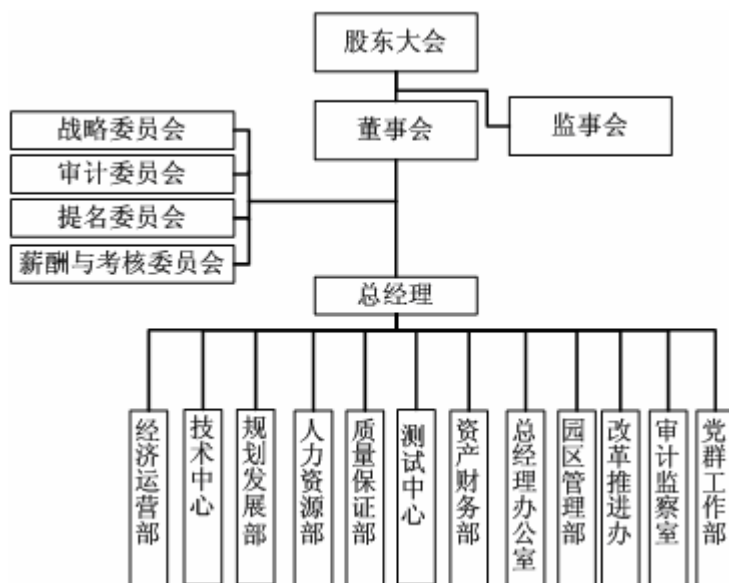 股东大会
董事会
监事会
战略委员会
审计委员会
提名委员会
薪酬与考核委员会
总经理
经济运营部
技术中心
规划发展部
人力资源部
质量保证部
测试中心
资产财务部
总经理办公室
园区管理部
改革推进办
审计监察室
党群工作部